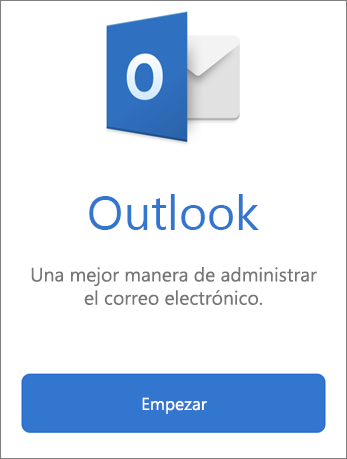 O
Outlook
Una mejor manera de administrar
el correo electrónico.
Empezar